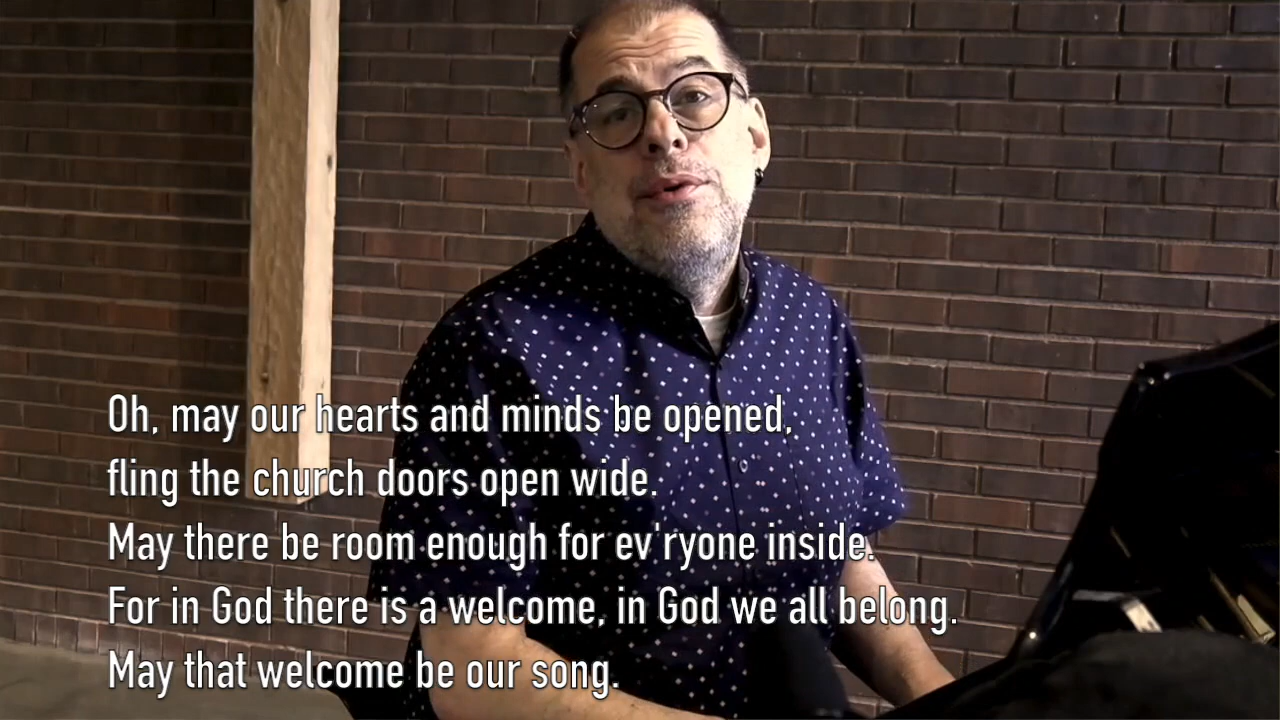 Oh, may our hearts and minds be opened,
fling the church doors open wide.
May there be room enough for ev'ryone inside.
For in God there is a welcome, in God we all belong.
May that welcome be our song.